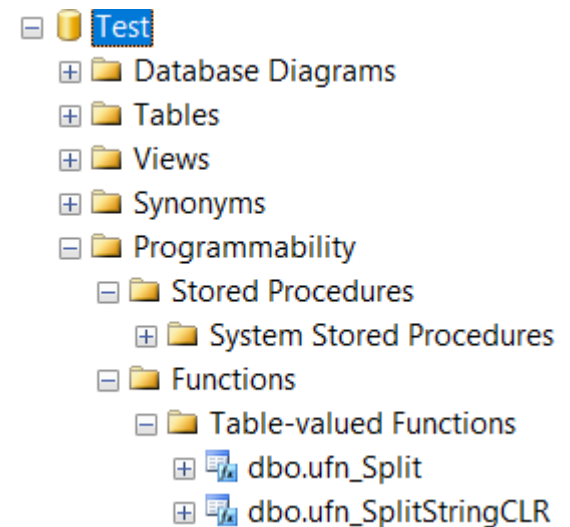 Test
Database Diagrams
Tables
Views
Synonyms
Programmability
Stored Procedures
System Stored Procedures
Functions
Table-valued Functions
dbo.ufn_Split
dbo.ufn_SplitStringCLR